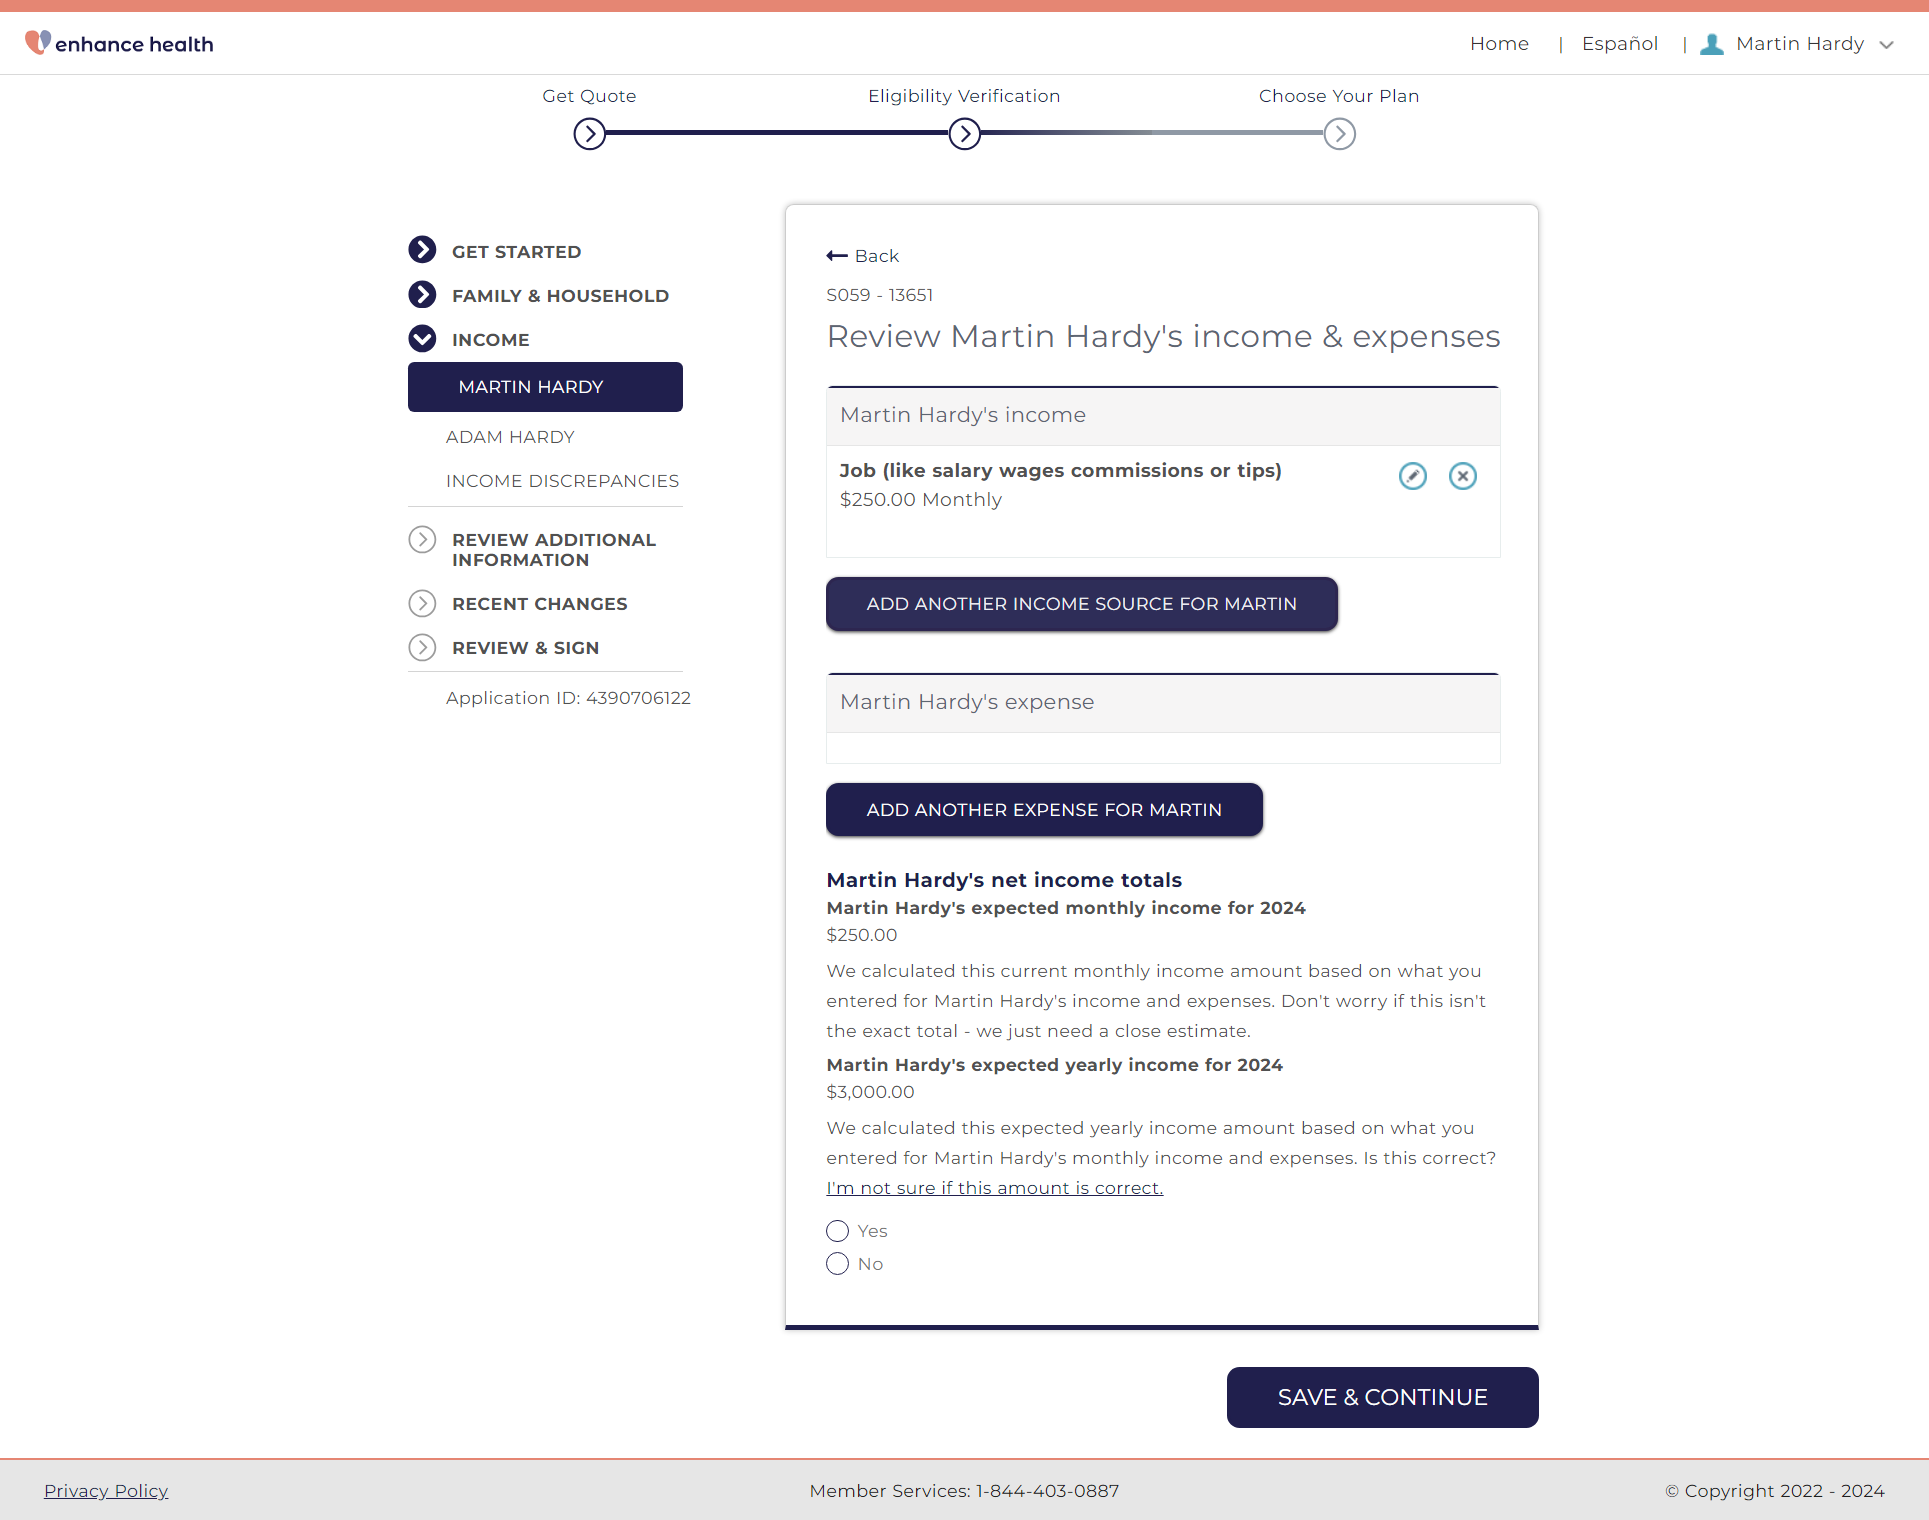 enhance health
Home | Español | Martin Hardy
Get Quote
Eligibility Verification
Choose Your Plan
GET STARTED
FAMILY & HOUSEHOLD
INCOME
MARTIN HARDY
ADAM HARDY
INCOME DISCREPANCIES
REVIEW ADDITIONAL
INFORMATION
RECENT CHANGES
REVIEW & SIGN
Application ID: 4390706122
Back
S059 - 13651
Review Martin Hardy's income & expenses
Martin Hardy's income
Job (like salary wages commissions or tips)
$250.00 Monthly
ADD ANOTHER INCOME SOURCE FOR MARTIN
Martin Hardy's expense
ADD ANOTHER EXPENSE FOR MARTIN
Martin Hardy's net income totals
Martin Hardy's expected monthly income for 2024
$250.00
We calculated this current monthly income amount based on what you
entered for Martin Hardy's income and expenses. Don't worry if this isn't
the exact total - we just need a close estimate.
Martin Hardy's expected yearly income for 2024
$3,000.00
We calculated this expected yearly income amount based on what you
entered for Martin Hardy's monthly income and expenses. Is this correct?
I'm not sure if this amount is correct.
Yes
No
SAVE & CONTINUE
Privacy Policy
Member Services: 1-844-403-0887
© Copyright 2022 - 2024